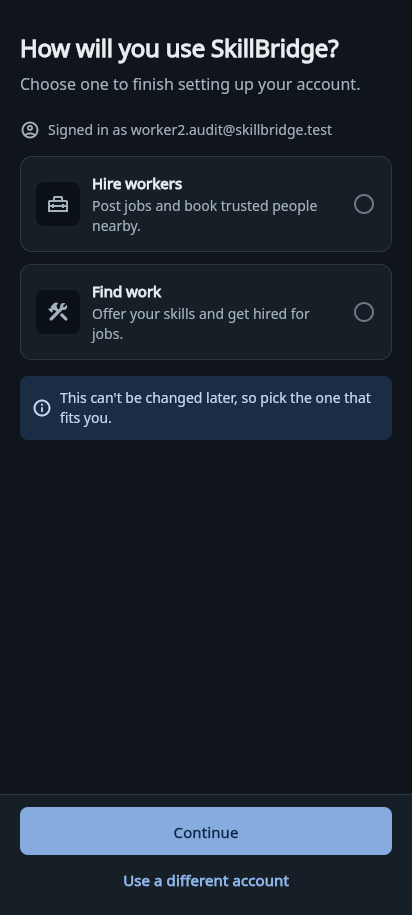 How will you use SkillBridge?
Choose one to finish setting up your account.
Signed in as worker2.audit@skillbridge.test
Hire workers
Post jobs and book trusted people
nearby.
Find work
Offer your skills and get hired for
jobs.
This can't be changed later, so pick the one that
fits you.
Continue
Use a different account